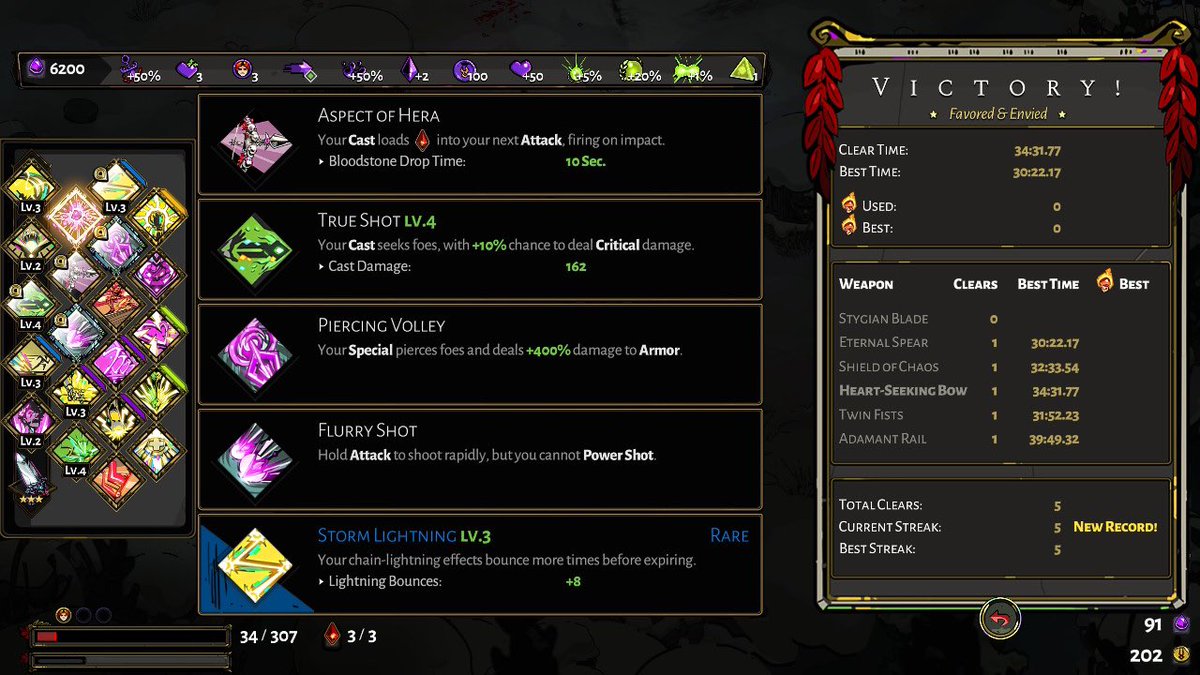 6200
+50%
3
3
+50%
+2
100
+50
+5%
+20%
+1%
1
Lv.3
Lv.3
Lv.2
Lv.4
Lv.3
Lv.3
Lv.2
Lv.4
Aspect of Hera
Your Cast loads into your next Attack, firing on impact.
▸ Bloodstone Drop Time: 10 Sec.
True Shot Lv.4
Your Cast seeks foes, with +10% chance to deal Critical damage.
▸ Cast Damage: 162
Piercing Volley
Your Special pierces foes and deals +400% damage to Armor.
Flurry Shot
Hold Attack to shoot rapidly, but you cannot Power Shot.
Storm Lightning Lv.3 Rare
Your chain-lightning effects bounce more times before expiring.
▸ Lightning Bounces: +8
34 / 307
3 / 3
Victory!
Favored & Envied
Clear Time: 34:31.77
Best Time: 30:22.17
Used: 0
Best: 0
Weapon Clears Best Time Best
Stygian Blade 0
Eternal Spear 1 30:22.17
Shield of Chaos 1 32:33.54
Heart-Seeking Bow 1 34:31.77
Twin Fists 1 31:52.23
Adamant Rail 1 39:49.32
Total Clears: 5
Current Streak: 5 New Record!
Best Streak: 5
91
202